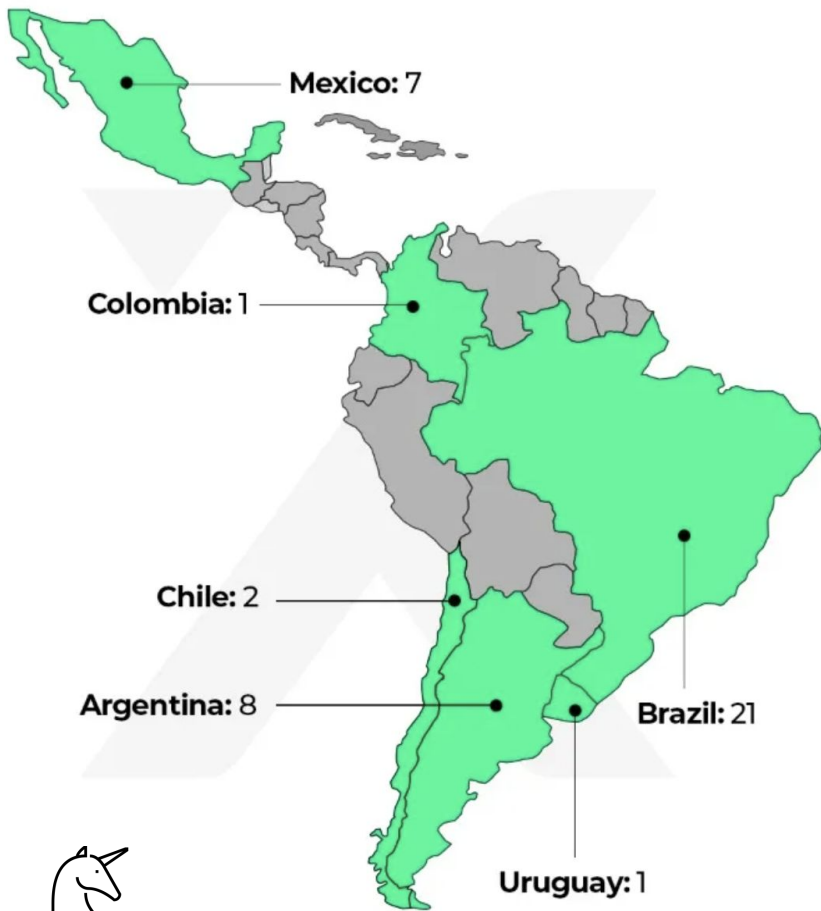 Mexico: 7
Colombia: 1
Chile: 2
Argentina: 8
Brazil: 21
Uruguay: 1